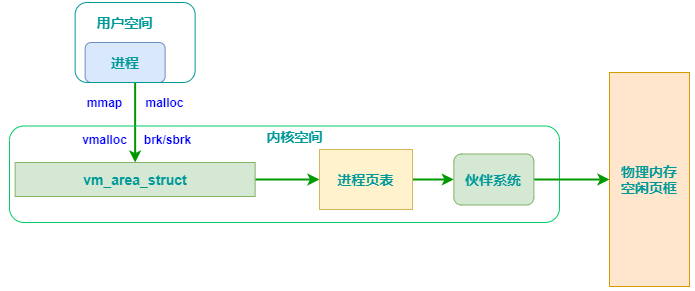 用户空间
进程
mmap malloc
vmalloc brk/sbrk
内核空间
vm_area_struct
进程页表
伙伴系统
物理内存
空闲页框